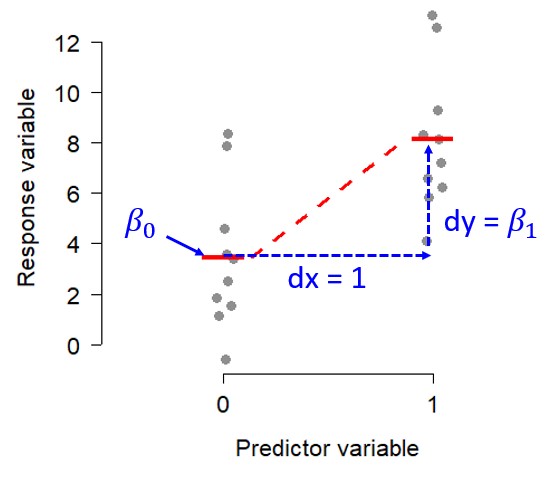 12
10
8
6
4
2
0
Response variable
β₀
dy = β₁
dx = 1
0 1
Predictor variable